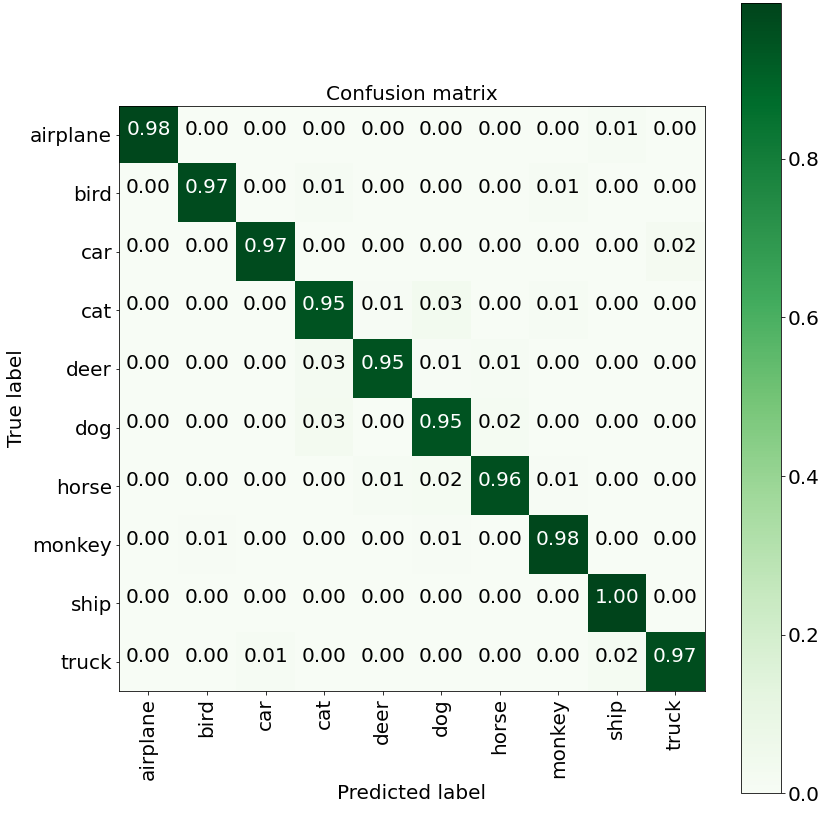 Confusion matrix
airplane 0.98 0.00 0.00 0.00 0.00 0.00 0.00 0.00 0.01 0.00
bird 0.00 0.97 0.00 0.01 0.00 0.00 0.00 0.01 0.00 0.00
car 0.00 0.00 0.97 0.00 0.00 0.00 0.00 0.00 0.00 0.02
cat 0.00 0.00 0.00 0.95 0.01 0.03 0.00 0.01 0.00 0.00
deer 0.00 0.00 0.00 0.03 0.95 0.01 0.01 0.00 0.00 0.00
dog 0.00 0.00 0.00 0.03 0.00 0.95 0.02 0.00 0.00 0.00
horse 0.00 0.00 0.00 0.00 0.01 0.02 0.96 0.01 0.00 0.00
monkey 0.00 0.01 0.00 0.00 0.00 0.01 0.00 0.98 0.00 0.00
ship 0.00 0.00 0.00 0.00 0.00 0.00 0.00 0.00 1.00 0.00
truck 0.00 0.00 0.01 0.00 0.00 0.00 0.00 0.00 0.02 0.97
airplane bird car cat deer dog horse monkey ship truck
Predicted label
True label
0.8
0.6
0.4
0.2
0.0